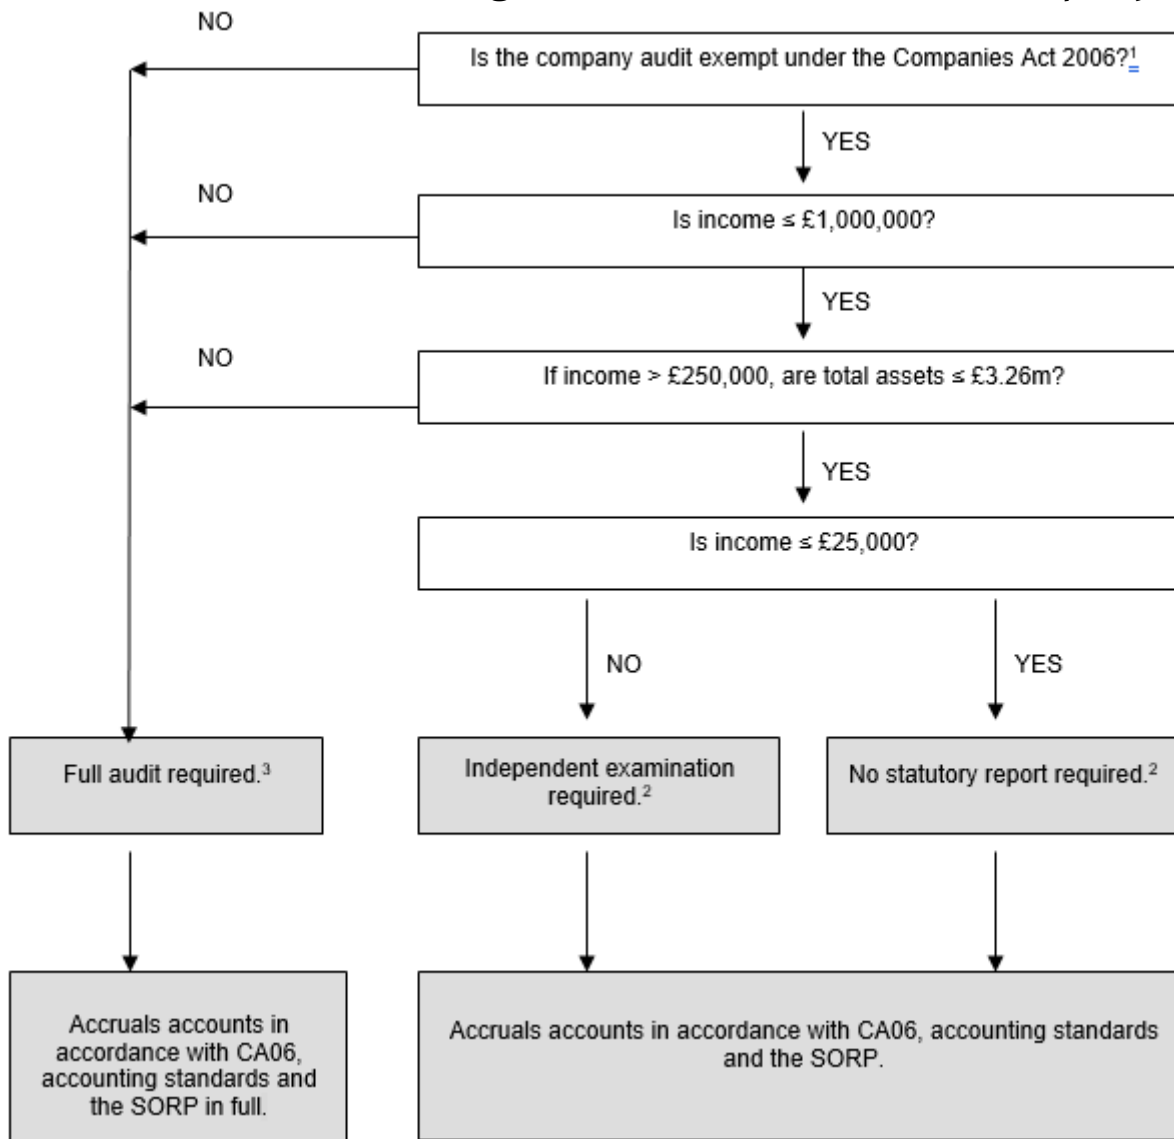 NO
Is the company audit exempt under the Companies Act 2006?1
YES
NO
Is income ≤ £1,000,000?
YES
NO
If income > £250,000, are total assets ≤ £3.26m?
YES
Is income ≤ £25,000?
NO
YES
Full audit required.3
Independent examination
required.2
No statutory report required.2
Accruals accounts in
accordance with CA06,
accounting standards and
the SORP in full.
Accruals accounts in accordance with CA06, accounting standards
and the SORP.